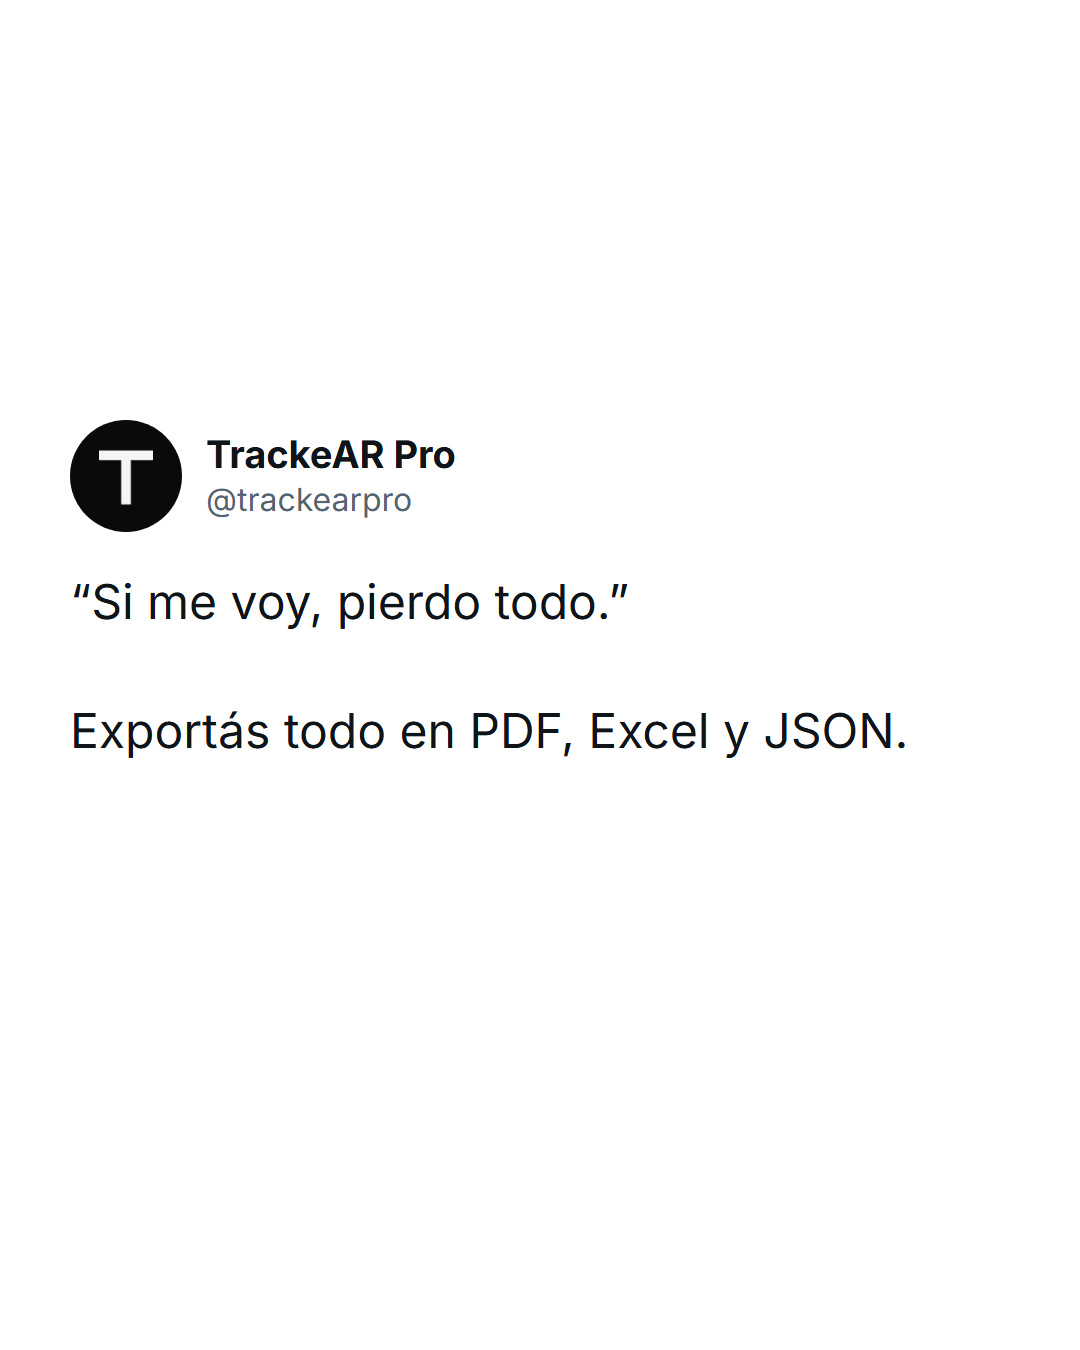 T
TrackeAR Pro
@trackearpro
“Si me voy, pierdo todo.”
Exportás todo en PDF, Excel y JSON.